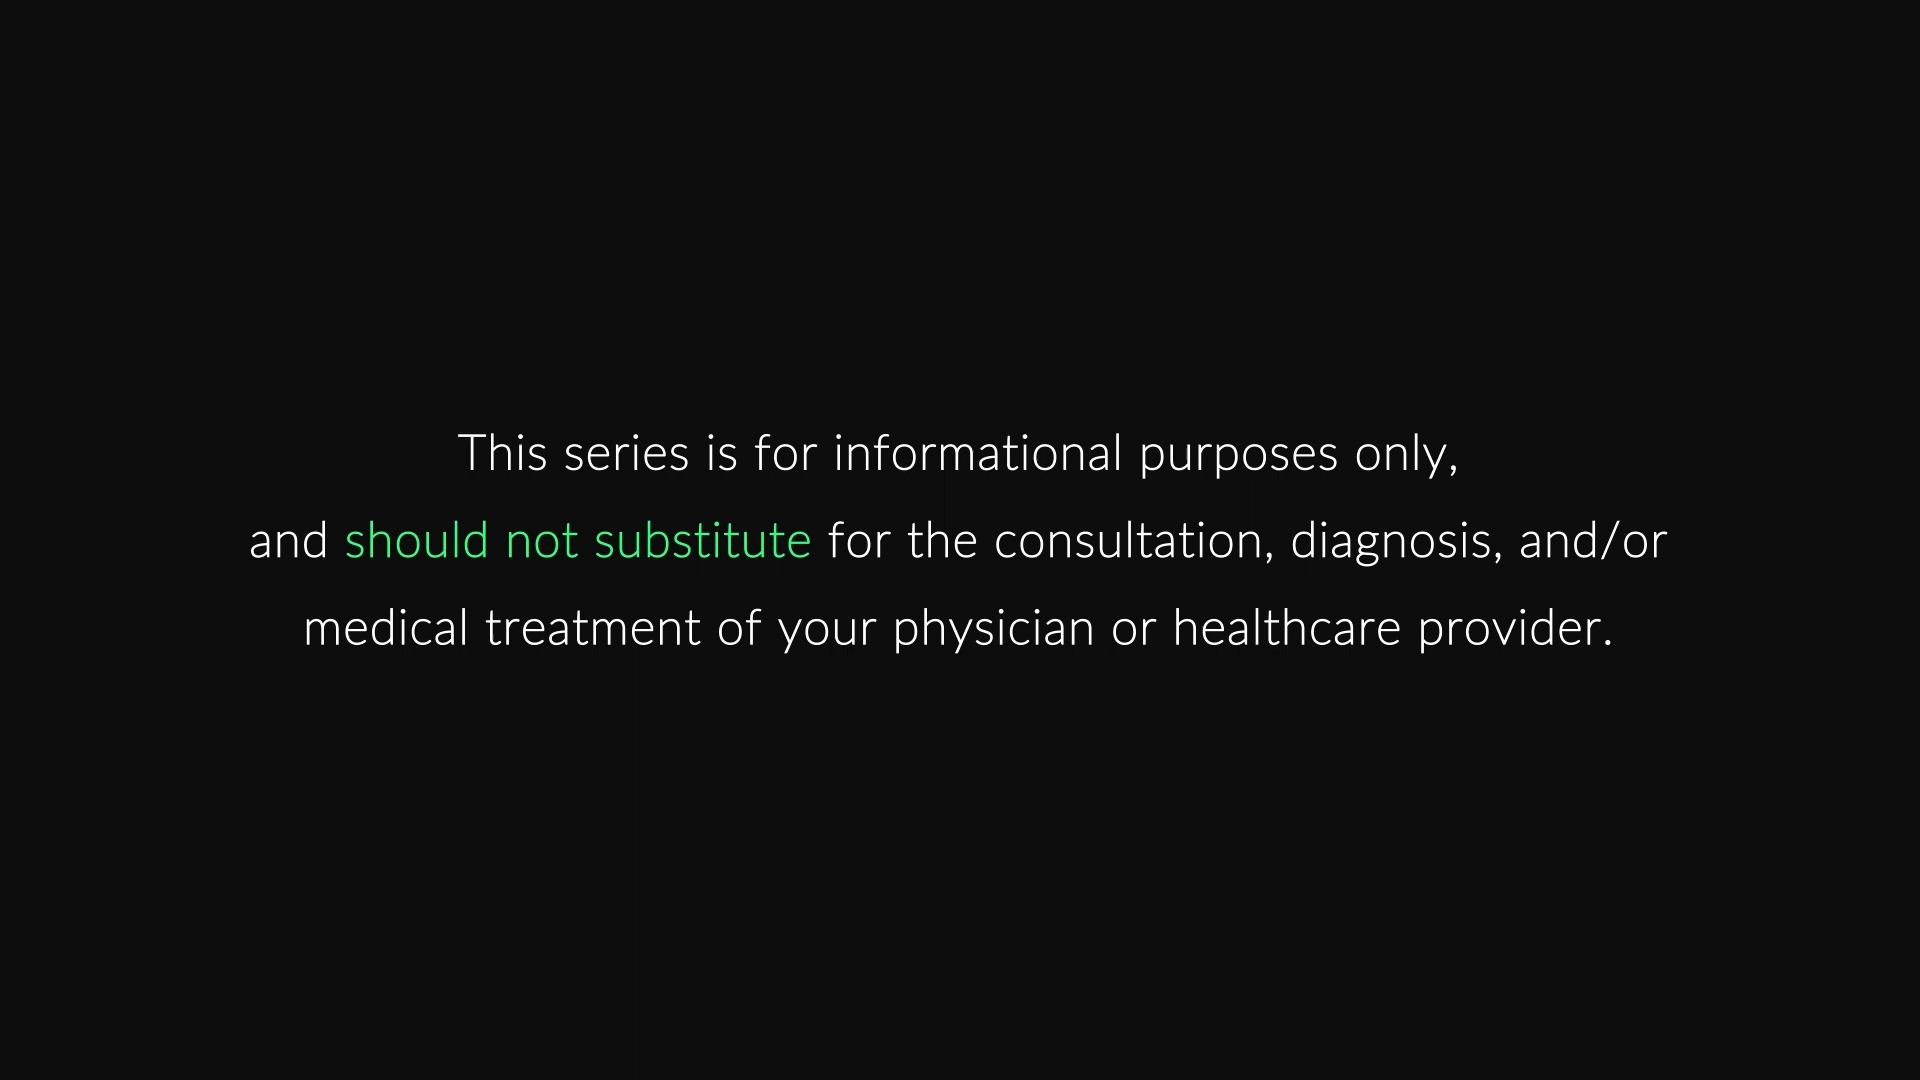 This series is for informational purposes only,
and should not substitute for the consultation, diagnosis, and/or
medical treatment of your physician or healthcare provider.